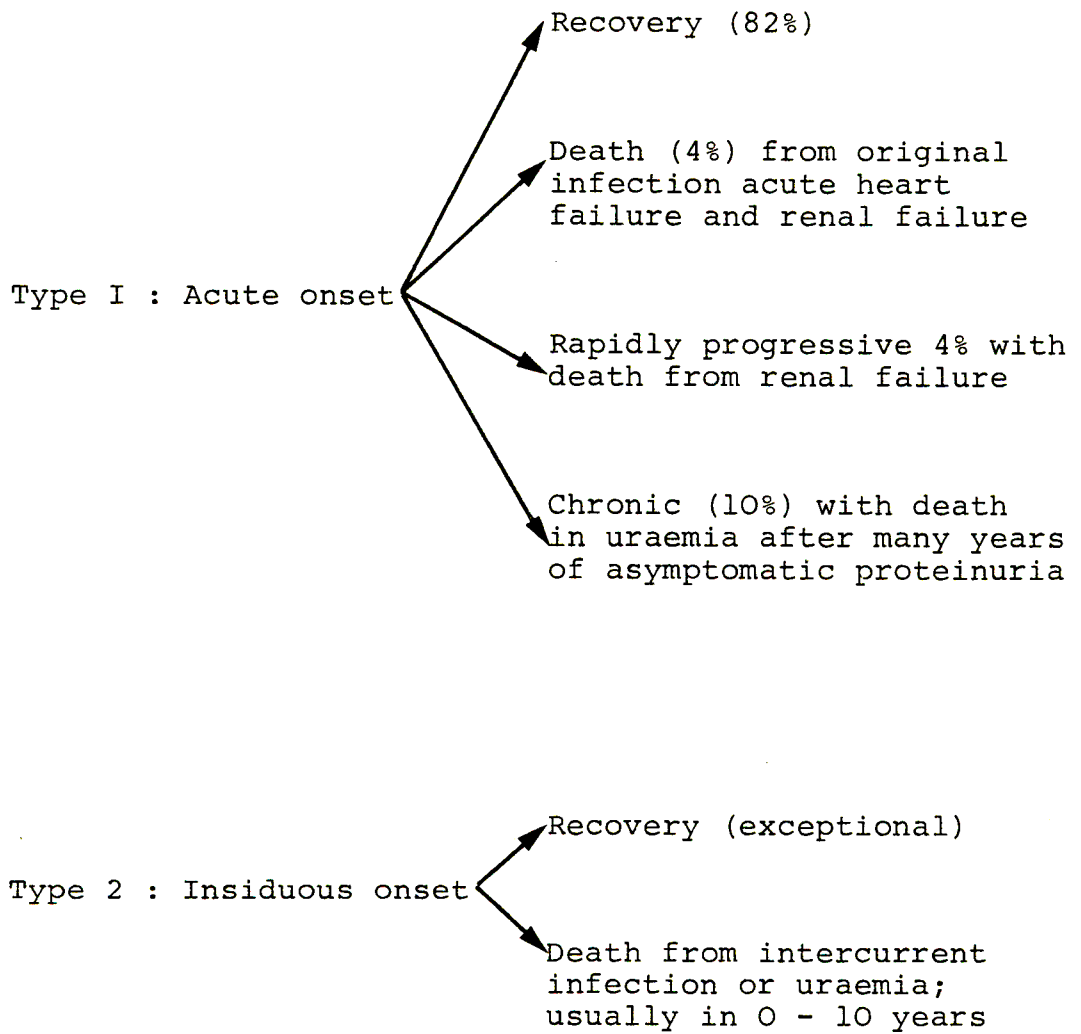 Recovery (82%)
Death (4%) from original
infection acute heart
failure and renal failure
Type I : Acute onset
Rapidly progressive 4% with
death from renal failure
Chronic (10%) with death
in uraemia after many years
of asymptomatic proteinuria
Recovery (exceptional)
Type 2 : Insiduous onset
Death from intercurrent
infection or uraemia;
usually in 0 - 10 years